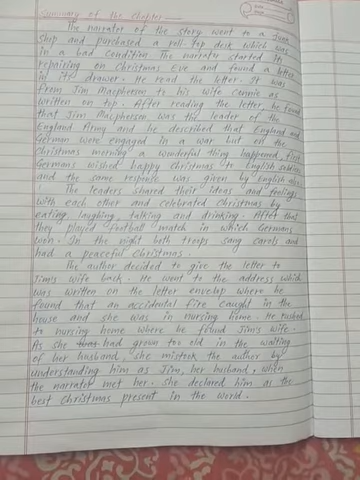 Summary of the chapter
The narrator of the story went to a junk
shop and purchased a roll-top desk which was
in a bad condition. The narrator started its
repairing on Christmas Eve and found a letter
in its drawer. He read the letter. It was
from Jim Macpherson to his wife Connie as
written on top. After reading the letter, he found
that Jim Macpherson was the leader of the
England Army and he described that England and
German were engaged in a war but on the
Christmas morning a wonderful thing happened, first
Germans wished happy Christmas to English soldiers
and the same response was given by English also.
The leaders shared their ideas and feelings
with each other and celebrated Christmas by
eating, laughing, talking and drinking. After that
they played football match in which Germans
won. In the night both troops sang carols and
had a peaceful Christmas.
The author decided to give the letter to
Jim's wife back. He went to the address which
was written on the letter envelop where he
found that an accidental fire caught in the
house and she was in nursing home. He rushed
to nursing home where he found Jim's wife.
As she had grown too old in the waiting
of her husband, she mistook the author by
understanding him as Jim, her husband, when
the narrator met her. She declared him as the
best Christmas present in the world.